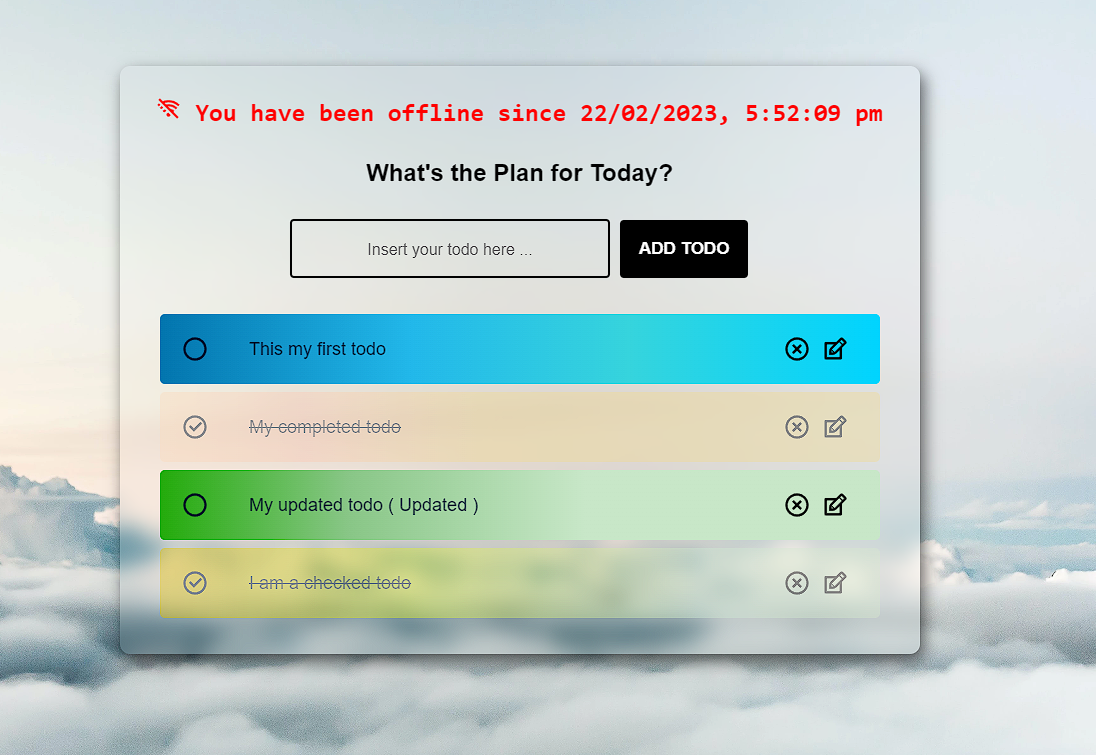 You have been offline since 22/02/2023, 5:52:09 pm
What's the Plan for Today?
Insert your todo here ...
ADD TODO
This my first todo
My completed todo
My updated todo ( Updated )
I am a checked todo